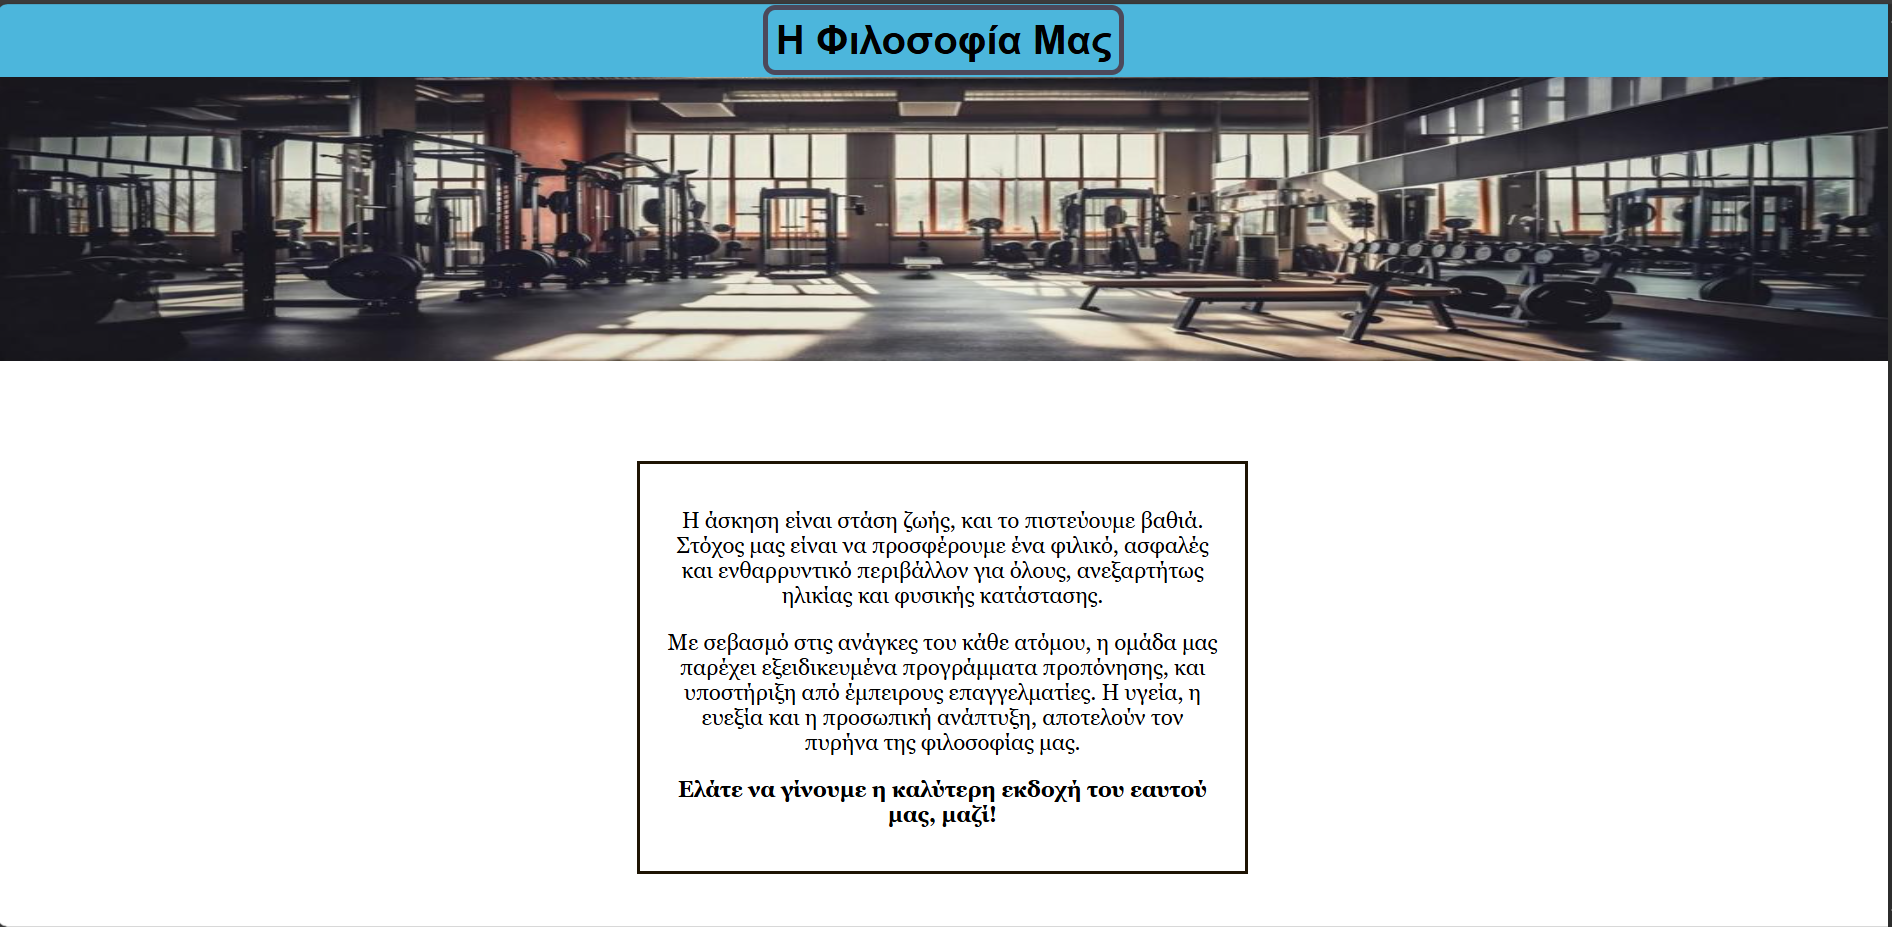 Η Φιλοσοφία Μας
Η άσκηση είναι στάση ζωής, και το πιστεύουμε βαθιά.
Στόχος μας είναι να προσφέρουμε ένα φιλικό, ασφαλές
και ενθαρρυντικό περιβάλλον για όλους, ανεξαρτήτως
ηλικίας και φυσικής κατάστασης.
Με σεβασμό στις ανάγκες του κάθε ατόμου, η ομάδα μας
παρέχει εξειδικευμένα προγράμματα προπόνησης, και
υποστήριξη από έμπειρους επαγγελματίες. Η υγεία, η
ευεξία και η προσωπική ανάπτυξη, αποτελούν τον
πυρήνα της φιλοσοφίας μας.
Ελάτε να γίνουμε η καλύτερη εκδοχή του εαυτού
μας, μαζί!